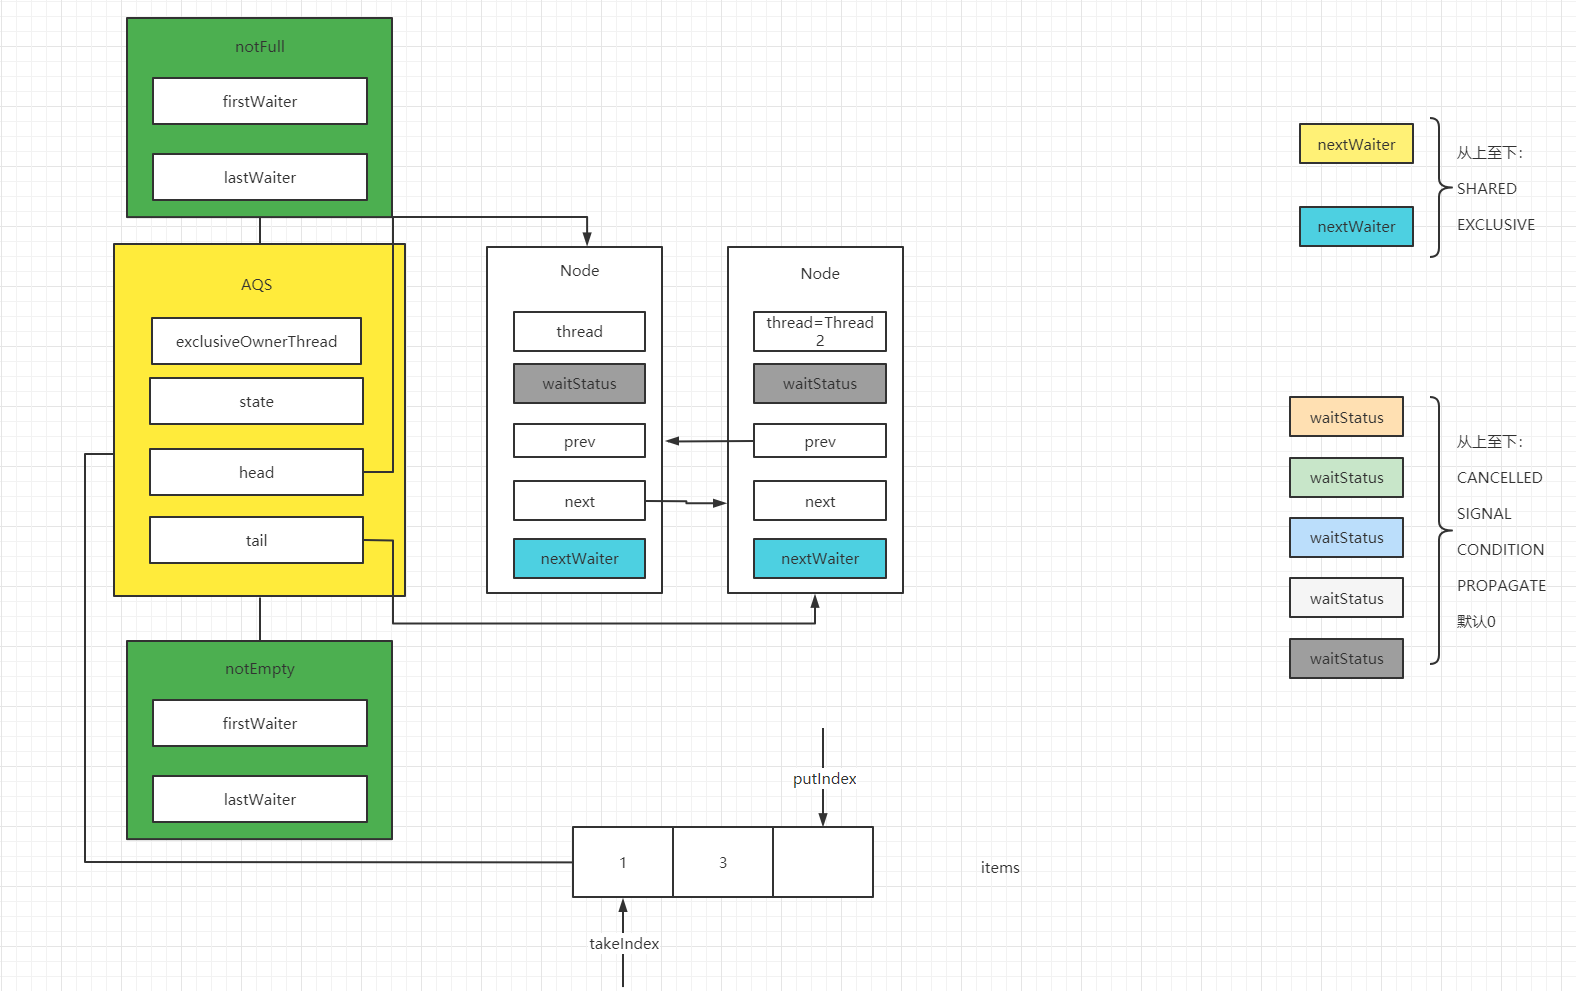 notFull
firstWaiter
lastWaiter
AQS
exclusiveOwnerThread
state
head
tail
notEmpty
firstWaiter
lastWaiter
Node
thread
waitStatus
prev
next
nextWaiter
Node
thread=Thread
2
waitStatus
prev
next
nextWaiter
putIndex
1
3
items
takeIndex
nextWaiter
nextWaiter
从上至下：
SHARED
EXCLUSIVE
waitStatus
waitStatus
waitStatus
waitStatus
waitStatus
从上至下：
CANCELLED
SIGNAL
CONDITION
PROPAGATE
默认0